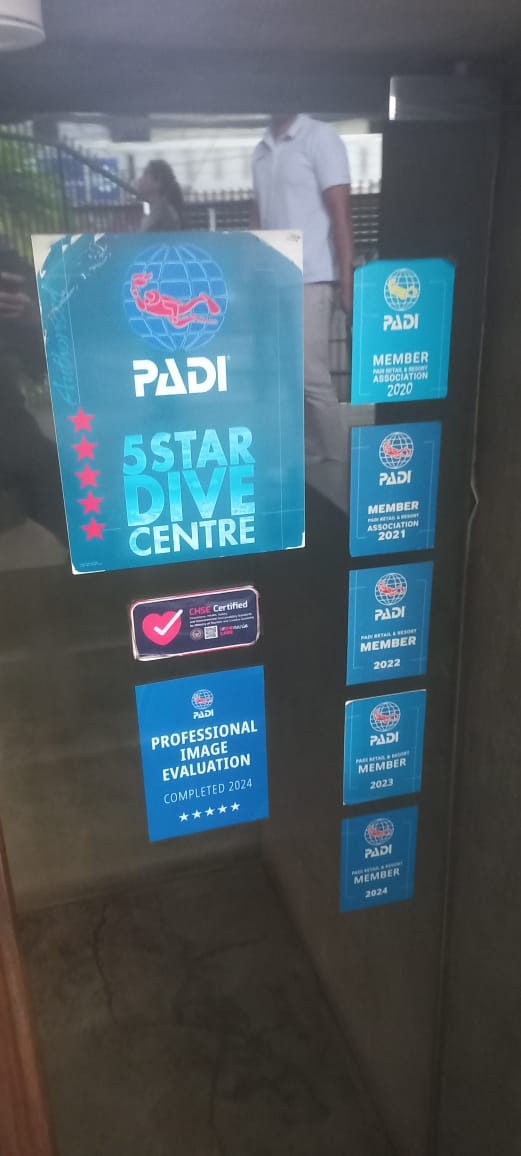 PADI
5 STAR
DIVE
CENTRE
CHSE Certified
PADI
PROFESSIONAL
IMAGE
EVALUATION
COMPLETED 2024
PADI
MEMBER
PADI RETAIL & RESORT
ASSOCIATION
2020
PADI
MEMBER
PADI RETAIL & RESORT
ASSOCIATION
2021
PADI
PADI RETAIL & RESORT
MEMBER
2022
PADI
PADI RETAIL & RESORT
MEMBER
2023
PADI
PADI RETAIL & RESORT
MEMBER
2024